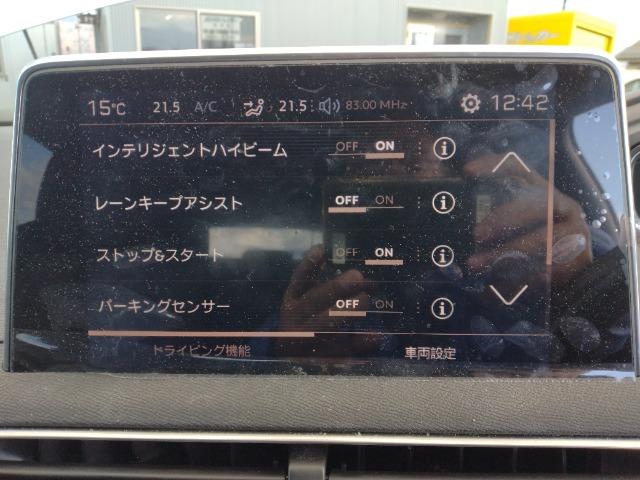 15℃ 21.5 A/C 21.5 83.00 MHz 12:42
インテリジェントハイビーム OFF ON i
レーンキープアシスト OFF ON i
ストップ&スタート OFF ON i
パーキングセンサー OFF ON i
ドライビング機能 車両設定